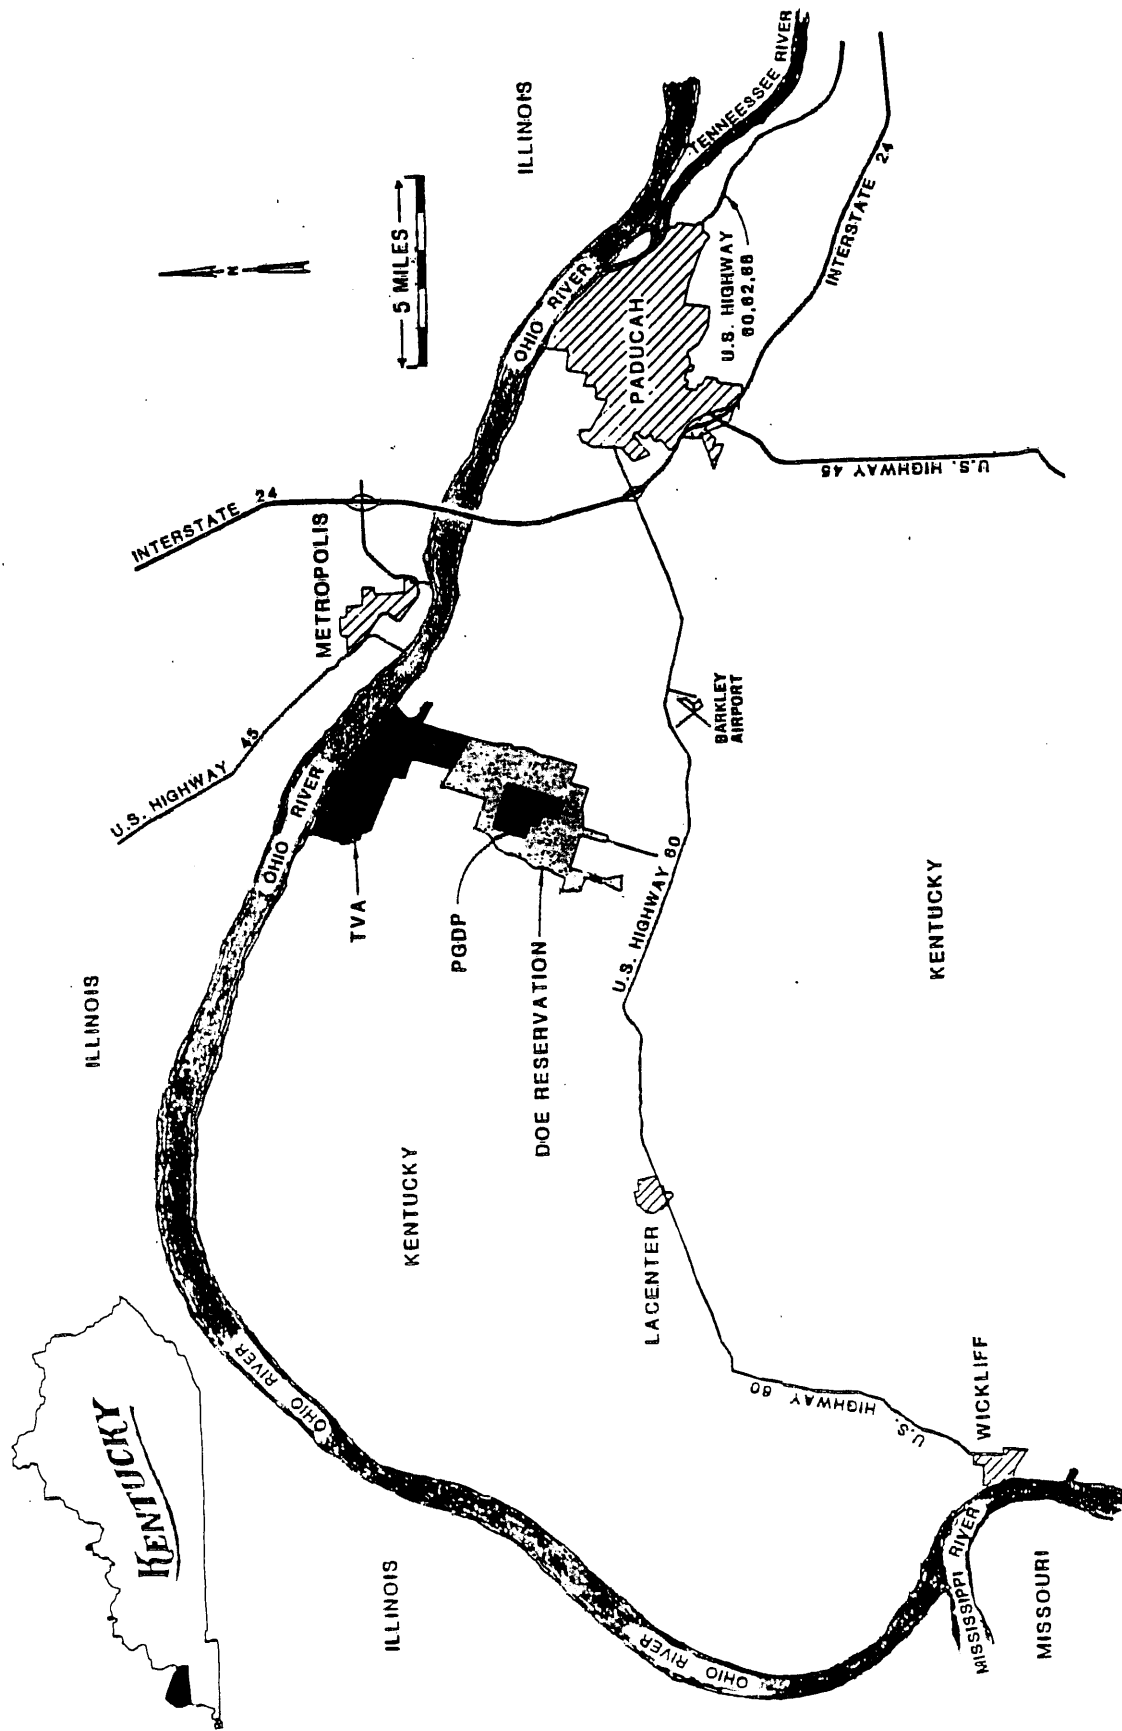 KENTUCKY
ILLINOIS
U.S. HIGHWAY 45
INTERSTATE 24
N
OHIO RIVER
OHIO RIVER
METROPOLIS
ILLINOIS
TVA
5 MILES
KENTUCKY
PGDP
OHIO RIVER
ILLINOIS
DOE RESERVATION
U.S. HIGHWAY 60
PADUCAH
LACENTER
OHIO RIVER
BARKLEY
AIRPORT
U.S. HIGHWAY
60,62,68
TENNEESSEE RIVER
INTERSTATE 24
U.S. HIGHWAY 60
U.S. HIGHWAY 45
KENTUCKY
WICKLIFF
MISSISSIPPI RIVER
MISSOURI